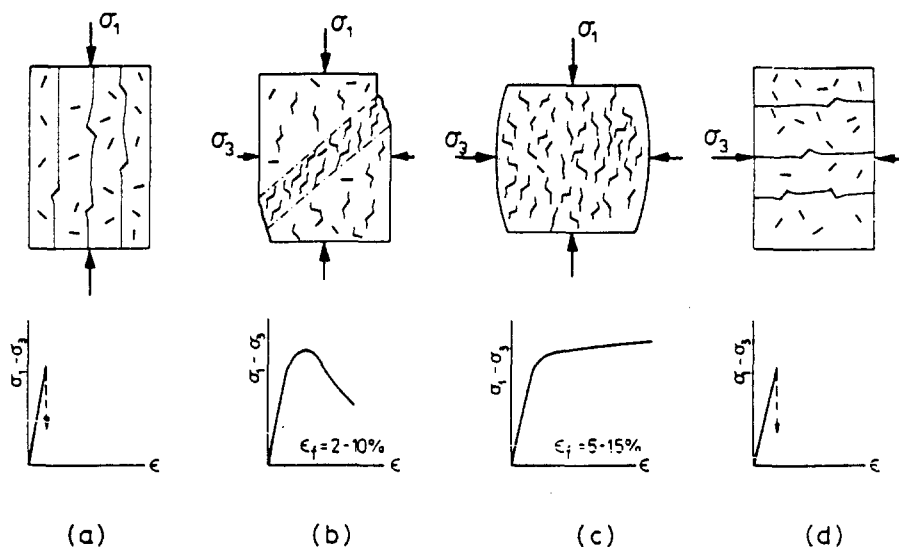 σ1 σ1 σ1
σ3 σ3 σ3
σ1-σ3 ε
σ1-σ3 εf=2-10% ε
σ1-σ3 εf=5-15% ε
σ1-σ3 ε
(a) (b) (c) (d)